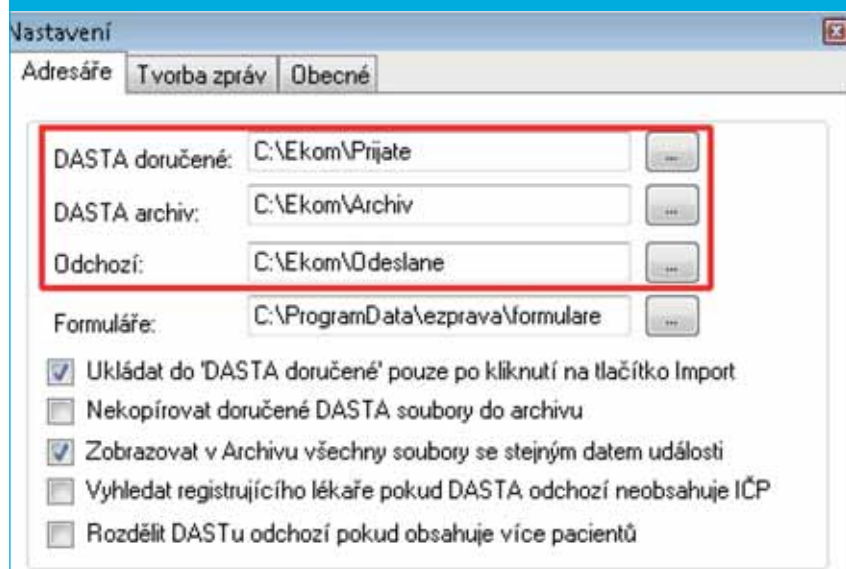 Nastavení
Adresáře Tvorba zpráv Obecné
DASTA doručené: C:\Ekom\Prijate ...
DASTA archiv: C:\Ekom\Archiv ...
Odchozí: C:\Ekom\Odeslane ...
Formuláře: C:\ProgramData\ezprava\formulare ...
Ukládat do 'DASTA doručené' pouze po kliknutí na tlačítko Import
Nekopírovat doručené DASTA soubory do archivu
Zobrazovat v Archivu všechny soubory se stejným datem události
Vyhledat registrujícího lékaře pokud DASTA odchozí neobsahuje IČP
Rozdělit DASTu odchozí pokud obsahuje více pacientů